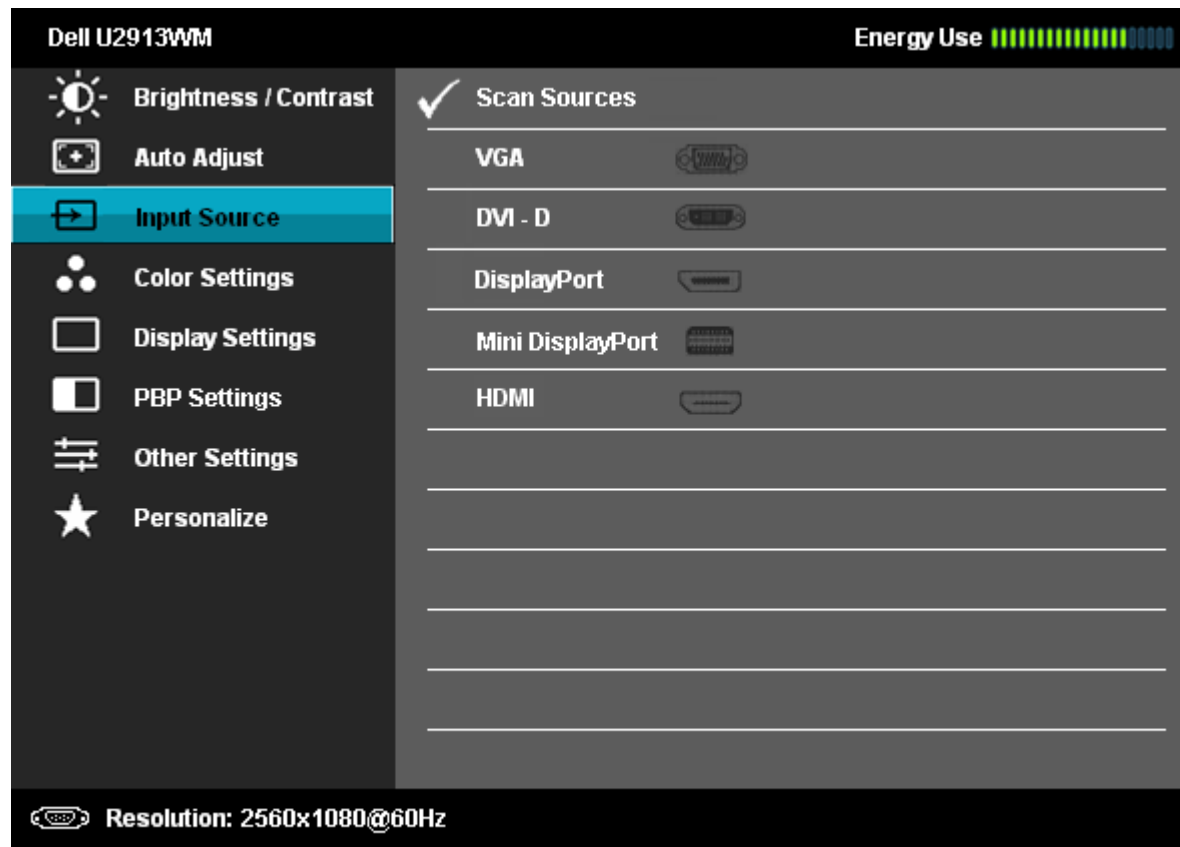 Dell U2913WM
Energy Use
Brightness / Contrast
Auto Adjust
Input Source
Color Settings
Display Settings
PBP Settings
Other Settings
Personalize
Scan Sources
VGA
DVI - D
DisplayPort
Mini DisplayPort
HDMI
Resolution: 2560x1080@60Hz